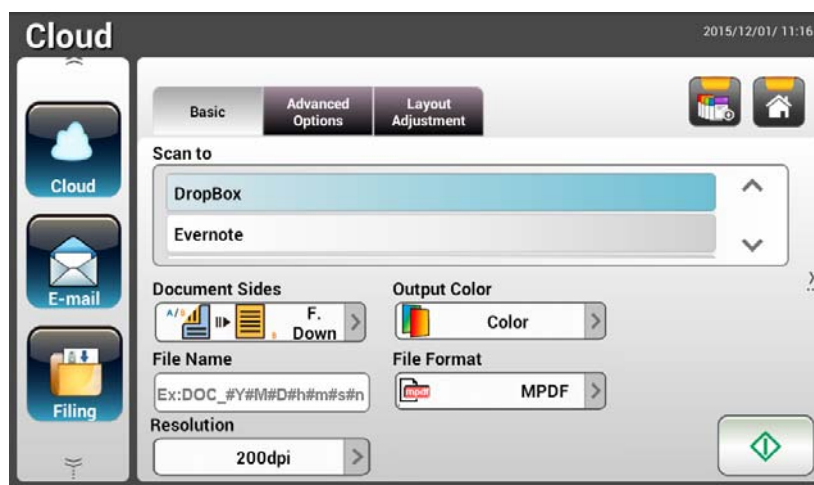 Cloud
2015/12/01/ 11:16
Basic
Advanced
Options
Layout
Adjustment
Scan to
Cloud
DropBox
Evernote
E-mail
Document Sides
Output Color
A/
F.
Down
Color
File Name
File Format
Ex:DOC_#Y#M#D#h#m#s#n
mpdf
MPDF
Filing
Resolution
200dpi